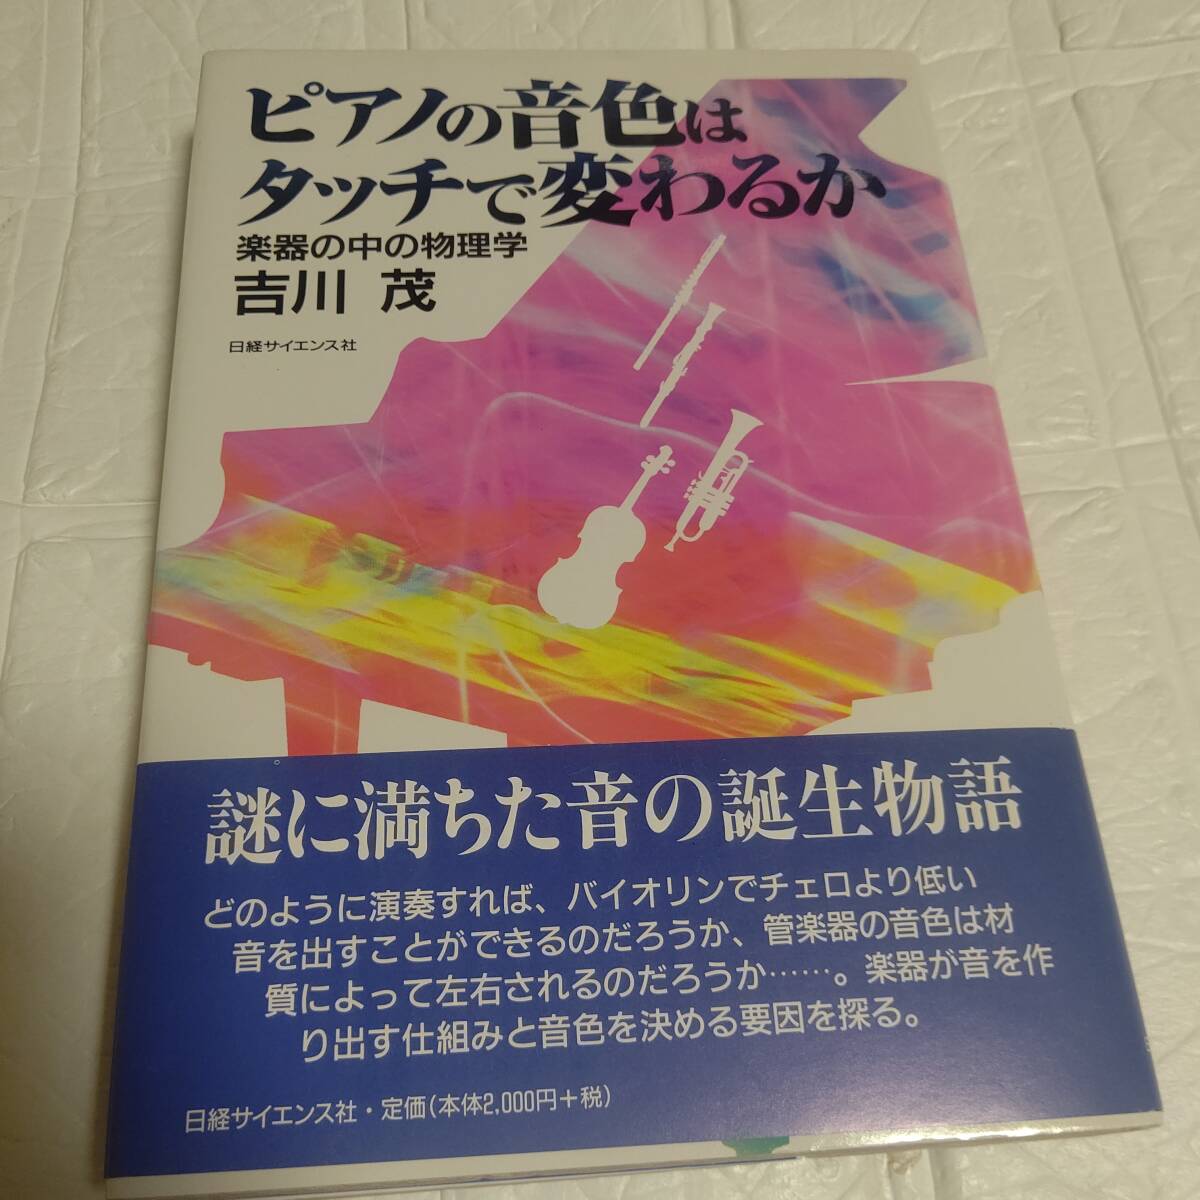 ピアノの音色は
タッチで変わるか
楽器の中の物理学
吉川 茂
日経サイエンス社
謎に満ちた音の誕生物語
どのように演奏すれば、バイオリンでチェロより低い
音を出すことができるのだろうか、管楽器の音色は材
質によって左右されるのだろうか……。楽器が音を作
り出す仕組みと音色を決める要因を探る。
日経サイエンス社・定価(本体2,000円+税)